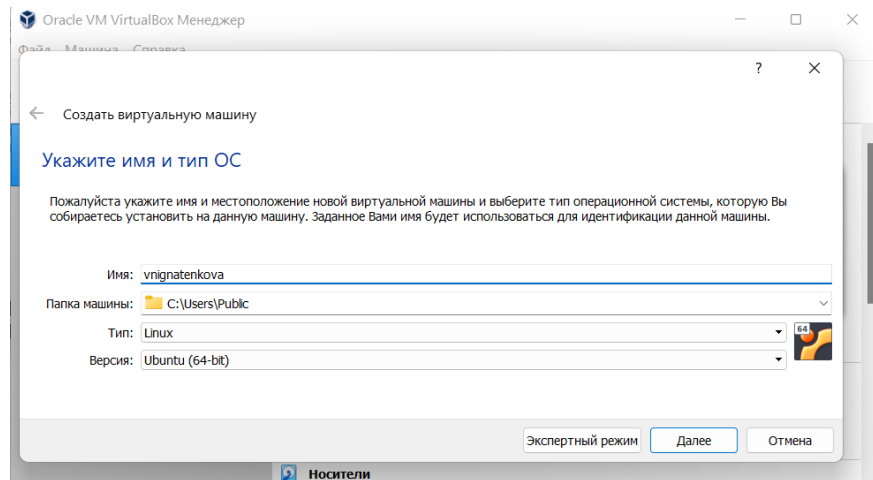 Oracle VM VirtualBox Менеджер
Файл Машина Справка
?
Создать виртуальную машину
Укажите имя и тип ОС
Пожалуйста укажите имя и местоположение новой виртуальной машины и выберите тип операционной системы, которую Вы
собираетесь установить на данную машину. Заданное Вами имя будет использоваться для идентификации данной машины.
Имя: vnignatenkova
Папка машины: C:\Users\Public
Тип: Linux
64
Версия: Ubuntu (64-bit)
Экспертный режим Далее Отмена
Носители